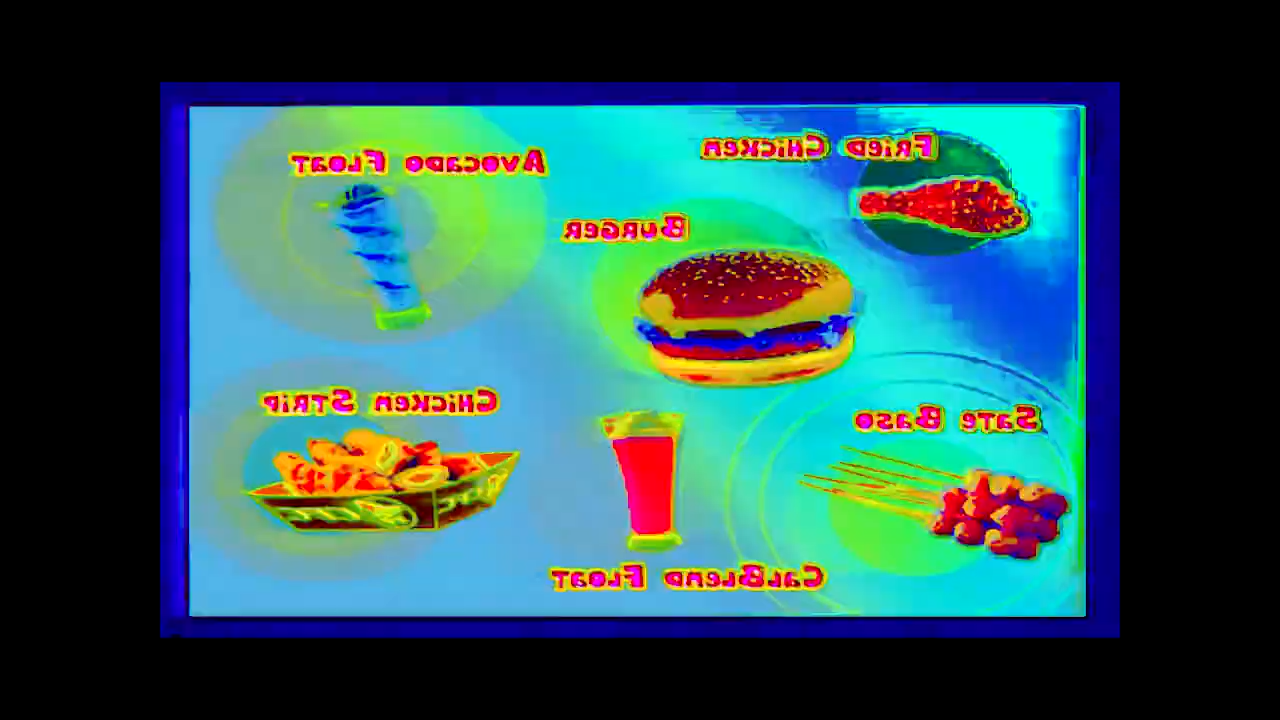 Fried Chicken
Avocado Float
Burger
Chicken Strip
Sate Baso
CalBlend Float